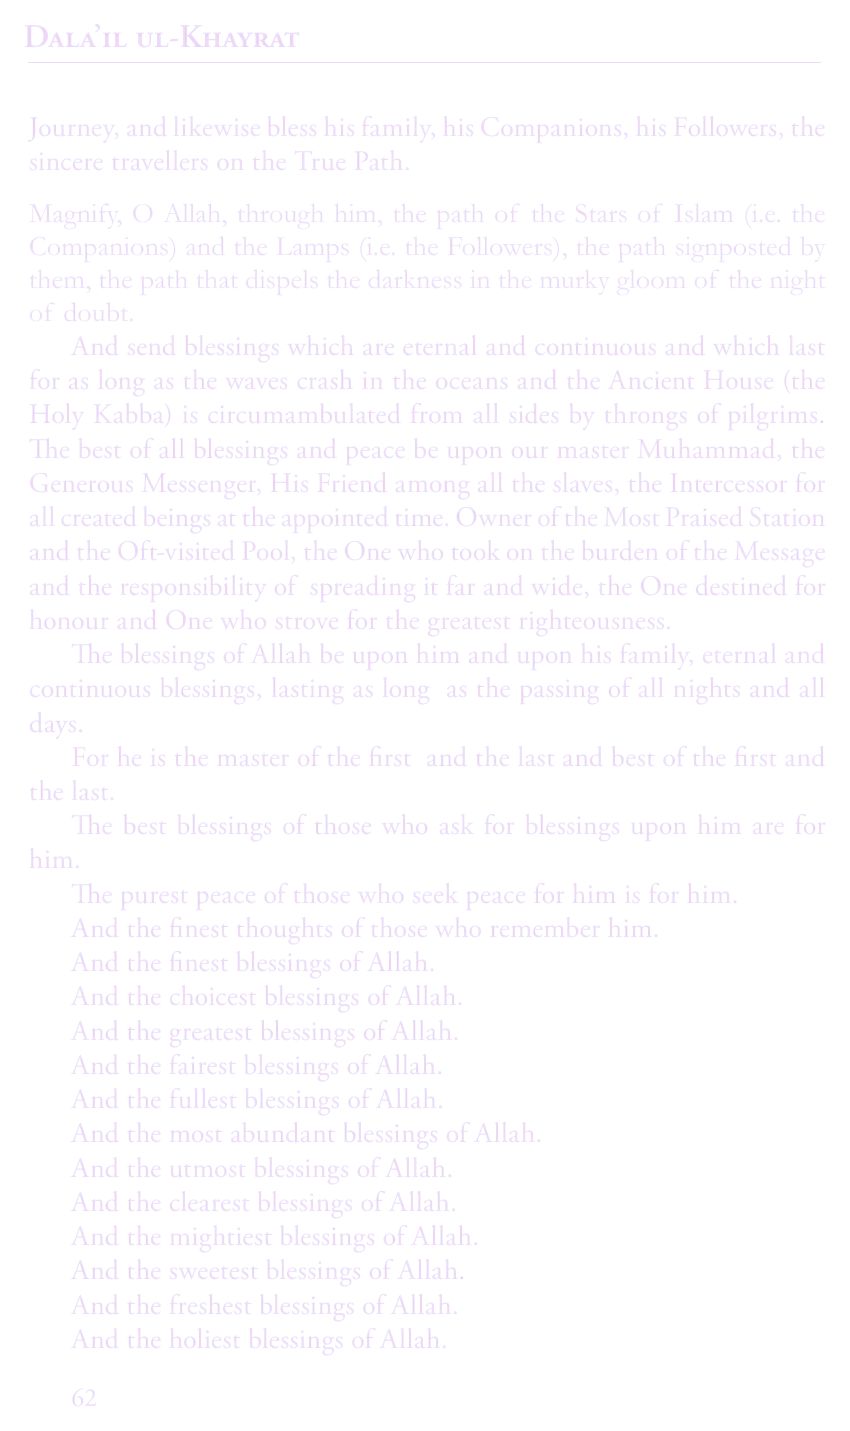 Dala’il ul-Khayrat
Journey, and likewise bless his family, his Companions, his Followers, the
sincere travellers on the True Path.
Magnify, O Allah, through him, the path of the Stars of Islam (i.e. the
Companions) and the Lamps (i.e. the Followers), the path signposted by
them, the path that dispels the darkness in the murky gloom of the night
of doubt.
And send blessings which are eternal and continuous and which last
for as long as the waves crash in the oceans and the Ancient House (the
Holy Kabba) is circumambulated from all sides by throngs of pilgrims.
The best of all blessings and peace be upon our master Muhammad, the
Generous Messenger, His Friend among all the slaves, the Intercessor for
all created beings at the appointed time. Owner of the Most Praised Station
and the Oft-visited Pool, the One who took on the burden of the Message
and the responsibility of spreading it far and wide, the One destined for
honour and One who strove for the greatest righteousness.
The blessings of Allah be upon him and upon his family, eternal and
continuous blessings, lasting as long as the passing of all nights and all
days.
For he is the master of the first and the last and best of the first and
the last.
The best blessings of those who ask for blessings upon him are for
him.
The purest peace of those who seek peace for him is for him.
And the finest thoughts of those who remember him.
And the finest blessings of Allah.
And the choicest blessings of Allah.
And the greatest blessings of Allah.
And the fairest blessings of Allah.
And the fullest blessings of Allah.
And the most abundant blessings of Allah.
And the utmost blessings of Allah.
And the clearest blessings of Allah.
And the mightiest blessings of Allah.
And the sweetest blessings of Allah.
And the freshest blessings of Allah.
And the holiest blessings of Allah.
62